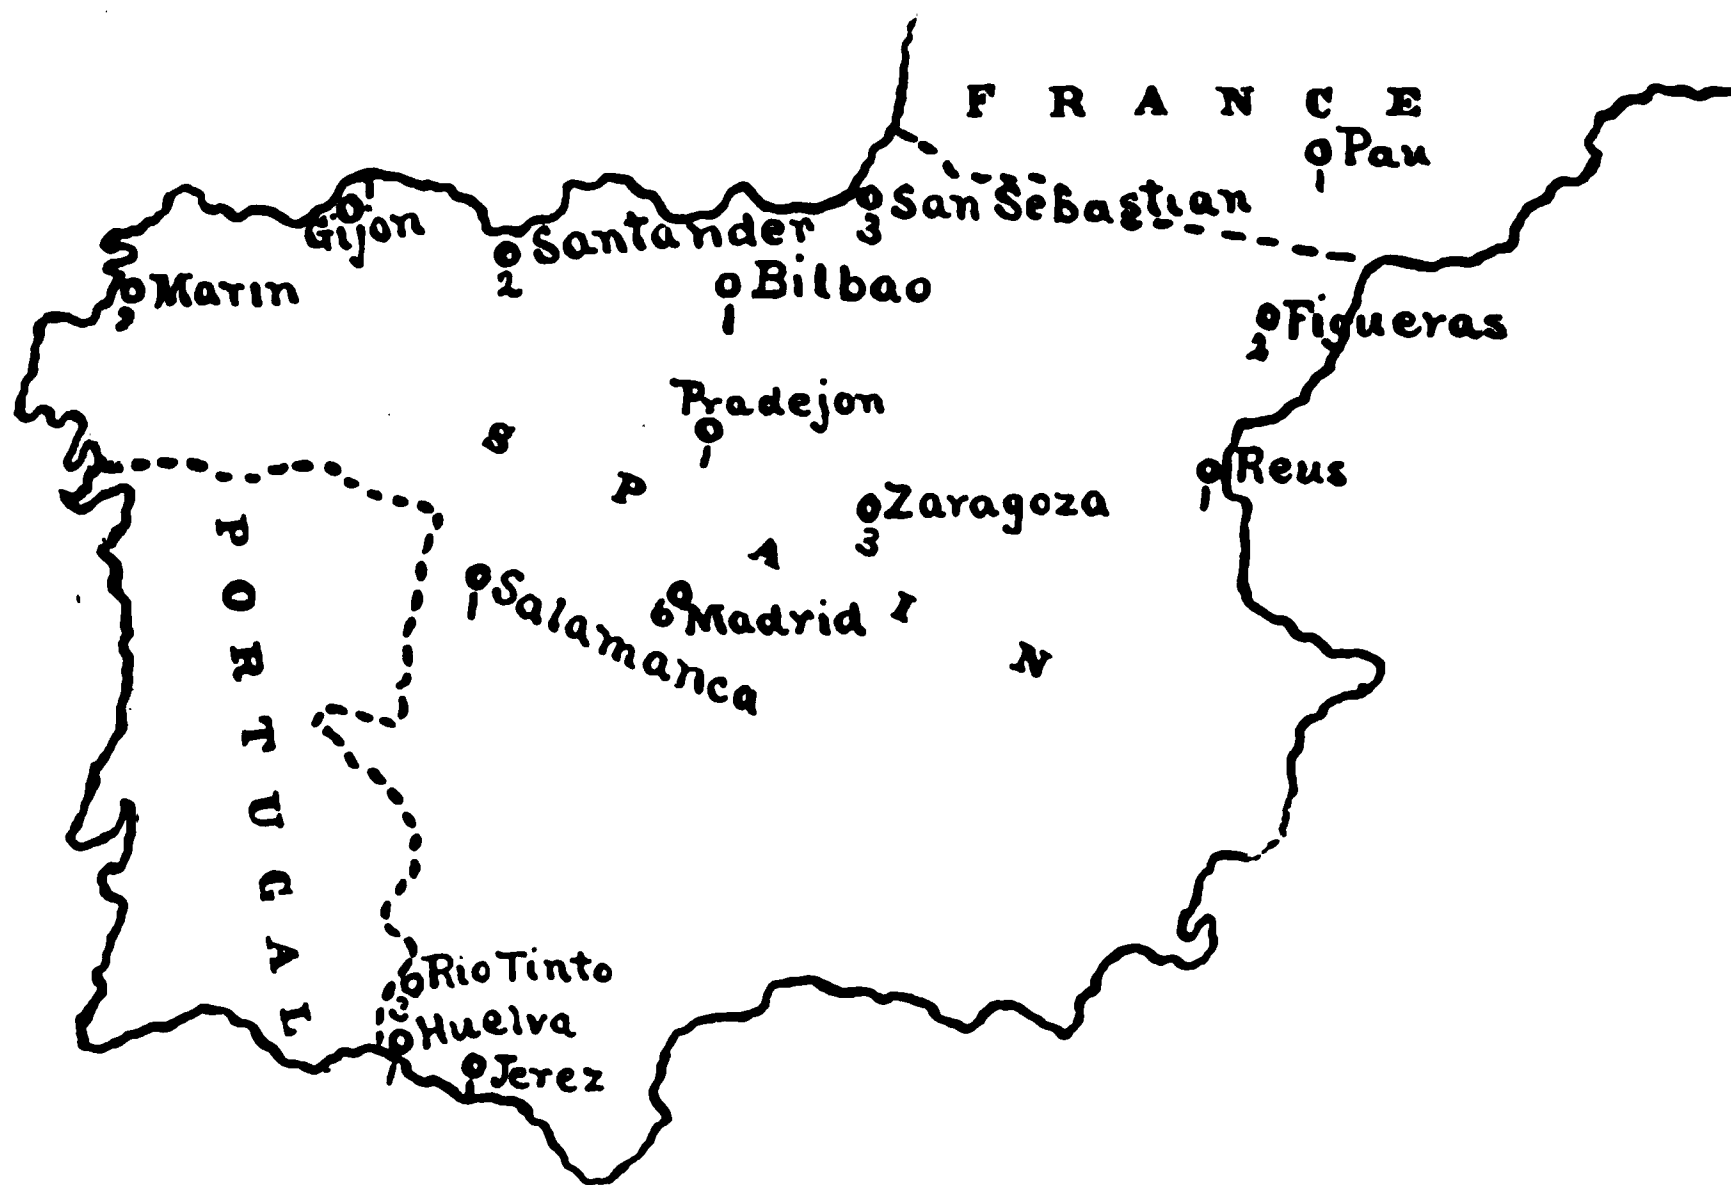 FRANCE
Pau
1
San Sebastian
3
Gijon
1
Santander
2
Bilbao
1
Marin
Figueras
2
Pradejon
1
SPAIN
Reus
1
Zaragoza
3
Salamanca
1
Madrid
6
PORTUGAL
Rio Tinto
Huelva
1
Jerez
1